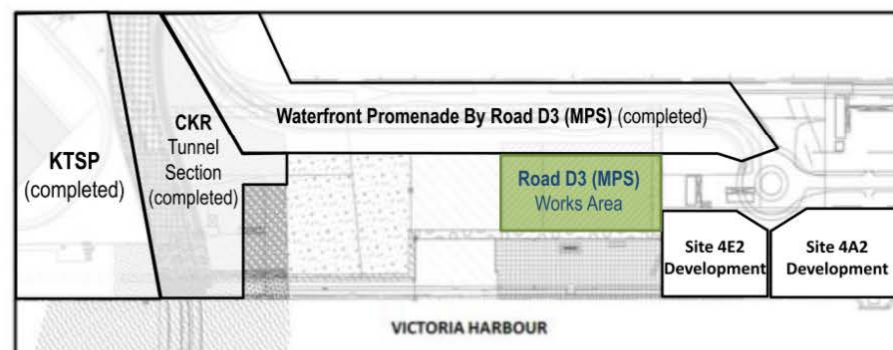 Waterfront Promenade By Road D3 (MPS) (completed)
CKR
Tunnel
Section
(completed)
KTSP
(completed)
Road D3 (MPS)
Works Area
Site 4E2
Development
Site 4A2
Development
VICTORIA HARBOUR